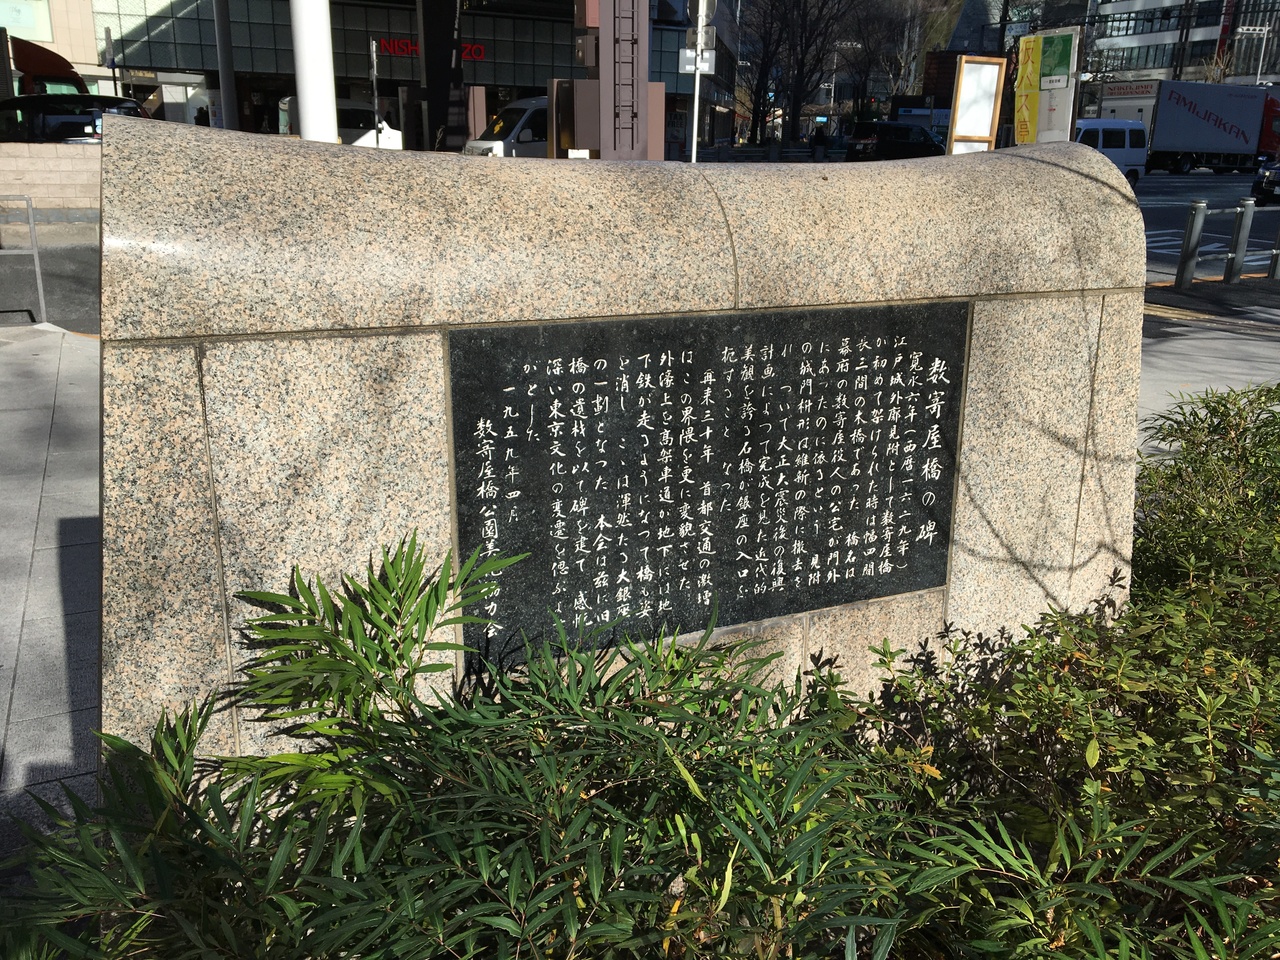 数寄屋橋の碑
寛永六年(西暦一六二九年)
江戸城外廓見附として数寄屋橋
が初めて架けられた時は幅四間
長三間の木橋であった 橋名は
幕府の数寄屋役人の公宅が門外
にあったのに依るという 見附
の城門枡形は維新の際に撤去
ついで大正大震災後の復興
計画によって完成を見た近代的
美観を誇る石橋が銀座の入口を
扼すること なった
再来三十年 首都交通の激増
はこの界隈を更に変貌させた
外濠上を高架車道が地下には地
下鉄が走るようになって橋も姿
を消し ここは渾然たる大銀座
の一劃となった 本会は茲に旧
橋の遺材を以て碑を建て 感慨
深い東京文化の変遷を偲ぶ
がとした
一九五九年四月
数寄屋橋公園美 協力会
NISH
ZO
バス亭
AMIJAKAN